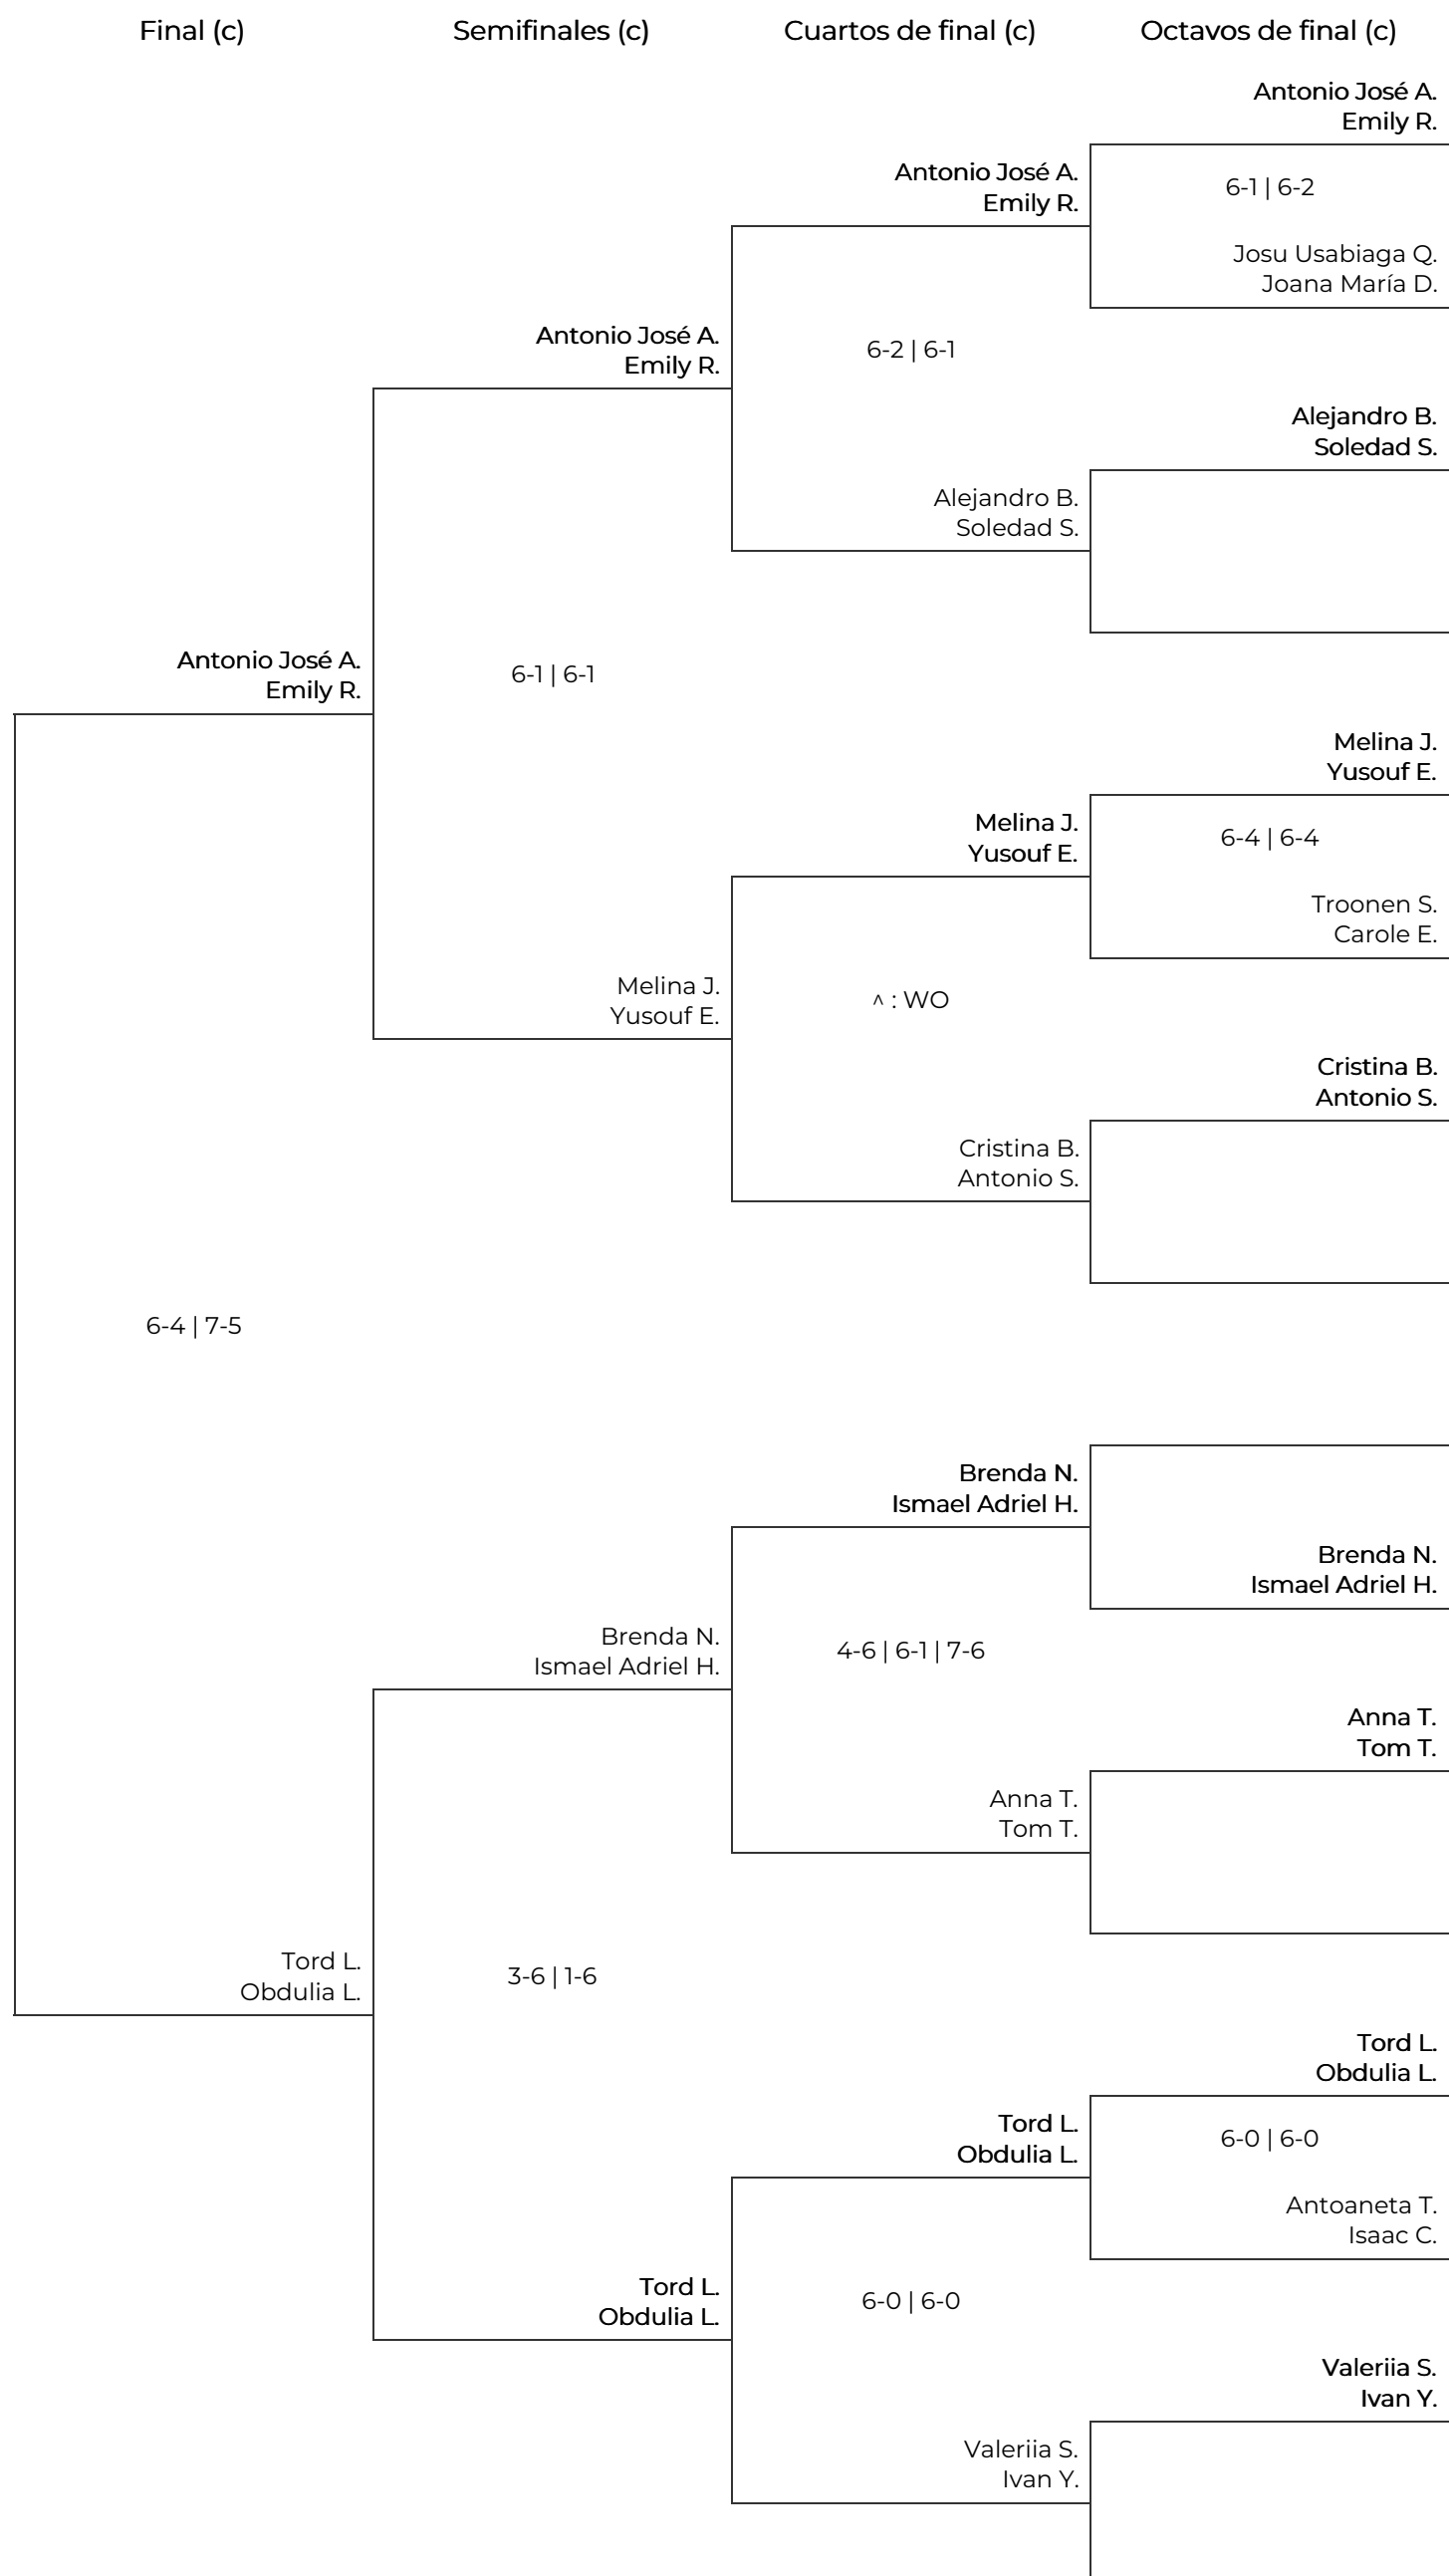 Final (c)
Semifinales (c)
Cuartos de final (c)
Octavos de final (c)
Antonio José A.
Emily R.
6-1 | 6-2
Josu Usabiaga Q.
Joana María D.
Antonio José A.
Emily R.
6-2 | 6-1
Alejandro B.
Soledad S.
Alejandro B.
Soledad S.
Antonio José A.
Emily R.
6-1 | 6-1
Melina J.
Yusouf E.
6-4 | 6-4
Troonen S.
Carole E.
Melina J.
Yusouf E.
^ : WO
Cristina B.
Antonio S.
Cristina B.
Antonio S.
Melina J.
Yusouf E.
Antonio José A.
Emily R.
6-4 | 7-5
Brenda N.
Ismael Adriel H.
Brenda N.
Ismael Adriel H.
4-6 | 6-1 | 7-6
Anna T.
Tom T.
Anna T.
Tom T.
Brenda N.
Ismael Adriel H.
3-6 | 1-6
Tord L.
Obdulia L.
Tord L.
Obdulia L.
6-0 | 6-0
Antoaneta T.
Isaac C.
Tord L.
Obdulia L.
6-0 | 6-0
Valeriia S.
Ivan Y.
Valeriia S.
Ivan Y.
Tord L.
Obdulia L.